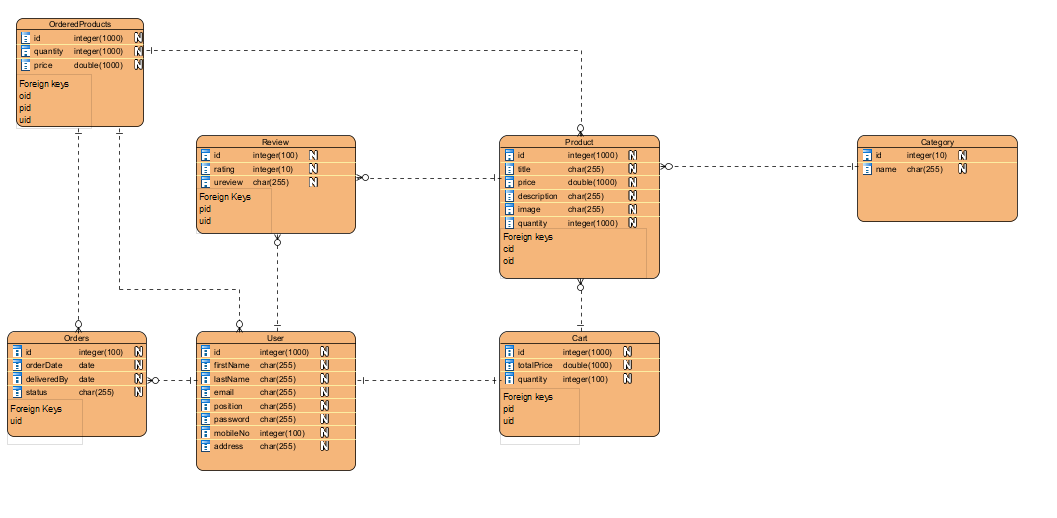 OrderedProducts
id integer(1000) N
quantity integer(1000) N
price double(1000) N
Foreign keys
oid
pid
uid
Review
id integer(100) N
rating integer(10) N
ureview char(255) N
Foreign Keys
pid
uid
Product
id integer(1000) N
title char(255) N
price double(1000) N
description char(255) N
image char(255) N
quantity integer(1000) N
Foreign keys
cid
oid
Category
id integer(10) N
name char(255) N
Orders
id integer(100) N
orderDate date N
deliveredBy date N
status char(255) N
Foreign Keys
uid
User
id integer(1000) N
firstName char(255) N
lastName char(255) N
email char(255) N
position char(255) N
password char(255) N
mobileNo integer(100) N
address char(255) N
Cart
id integer(1000) N
totalPrice double(1000) N
quantity integer(100) N
Foreign keys
pid
uid